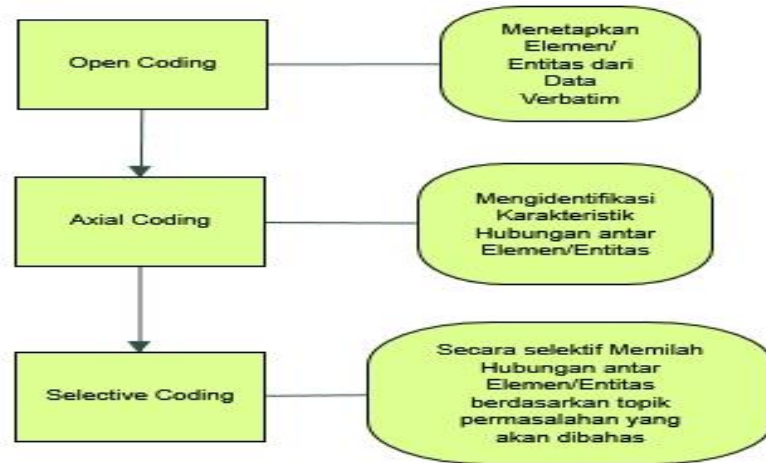 Open Coding
Menetapkan
Elemen/
Entitas dari
Data
Verbatim
Axial Coding
Mengidentifikasi
Karakteristik
Hubungan antar
Elemen/Entitas
Selective Coding
Secara selektif Memilah
Hubungan antar
Elemen/Entitas
berdasarkan topik
permasalahan yang
akan dibahas